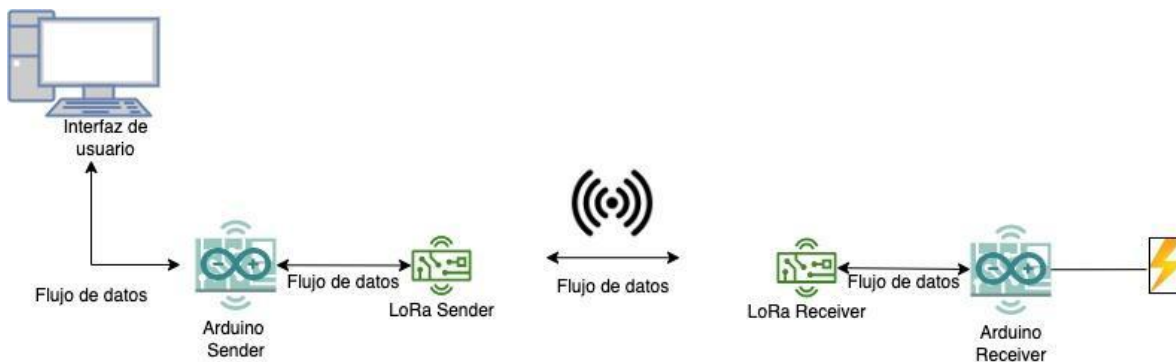 Interfaz de
usuario
Flujo de datos
Arduino
Sender
Flujo de datos
LoRa Sender
Flujo de datos
LoRa Receiver
Flujo de datos
Arduino
Receiver